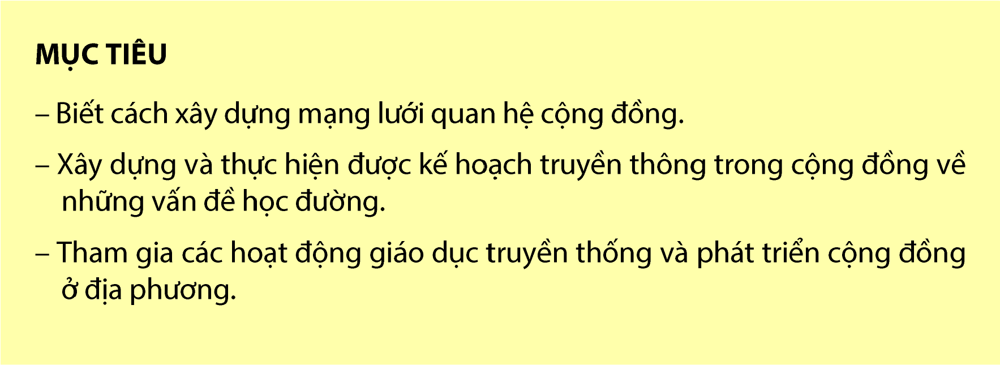 MỤC TIÊU
– Biết cách xây dựng mạng lưới quan hệ cộng đồng.
– Xây dựng và thực hiện được kế hoạch truyền thông trong cộng đồng về
những vấn đề học đường.
– Tham gia các hoạt động giáo dục truyền thống và phát triển cộng đồng
ở địa phương.